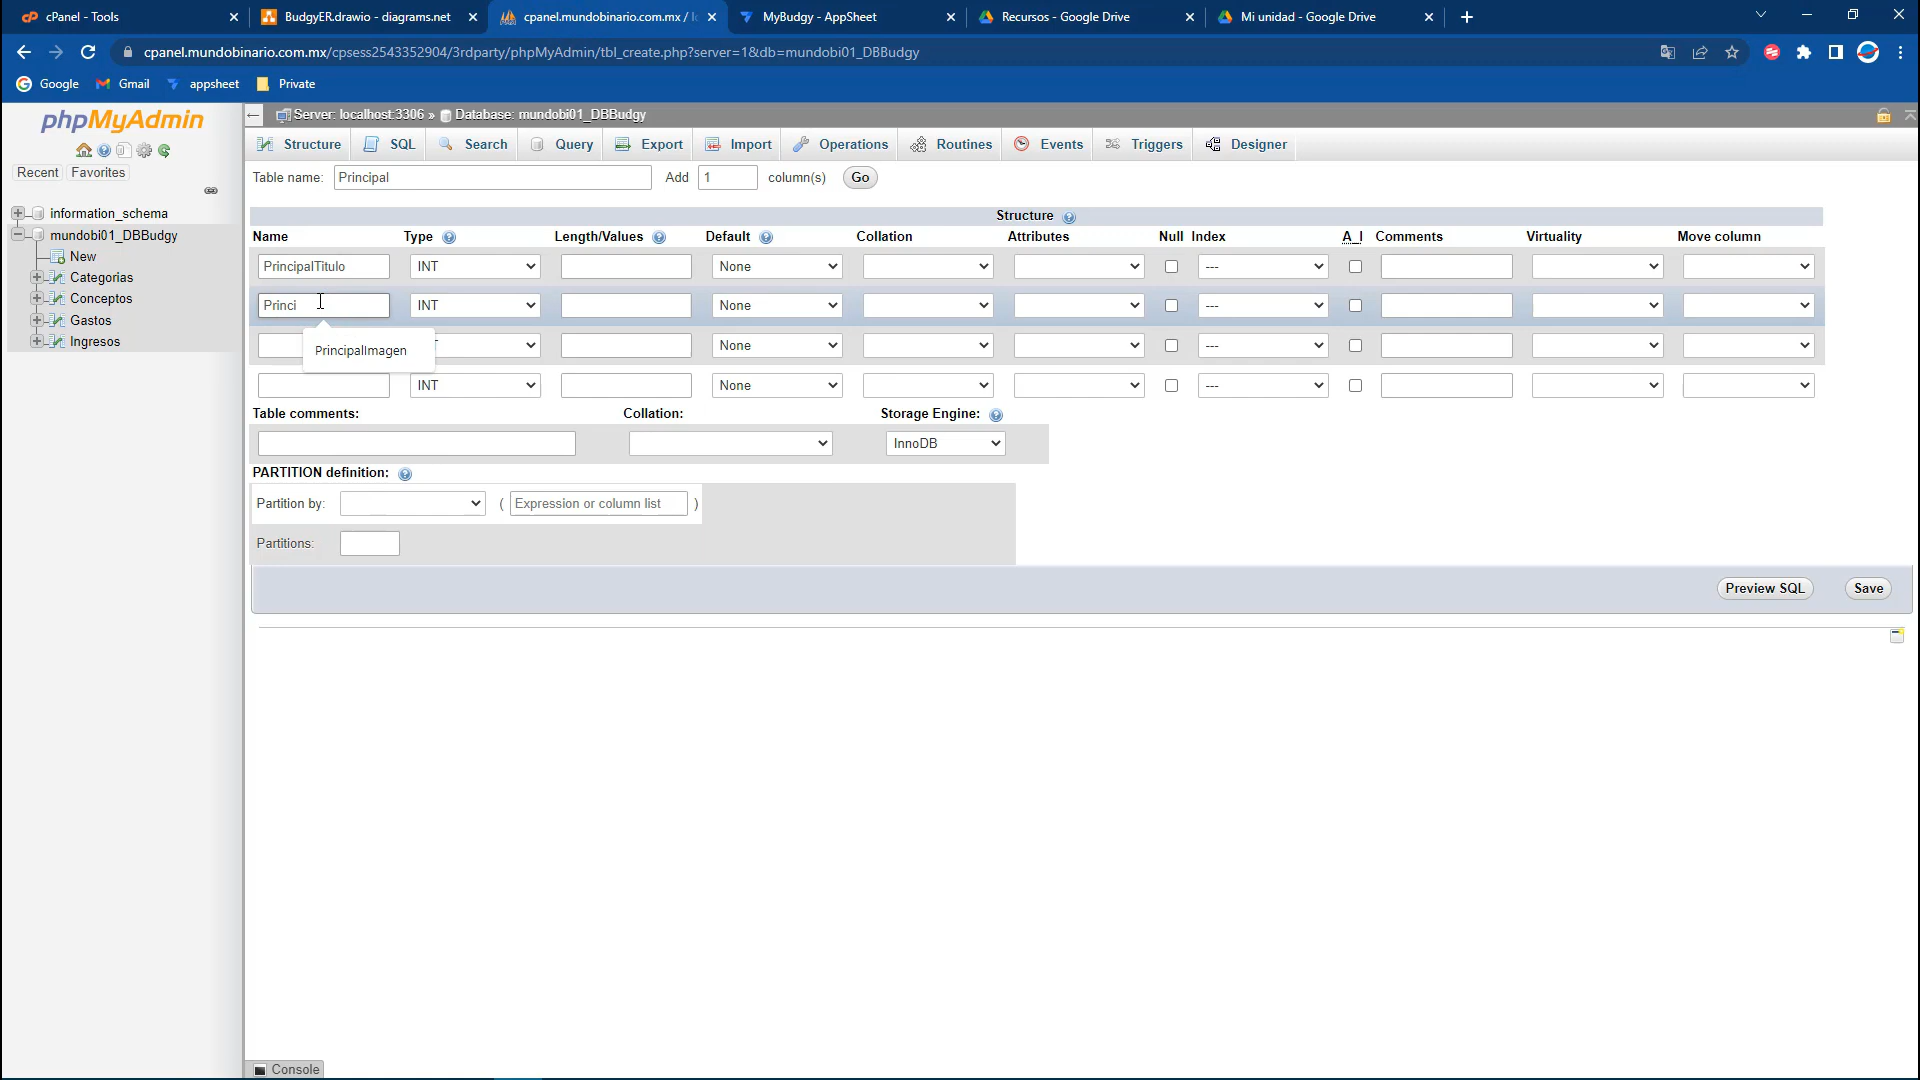 cPanel - Tools
BudgyER.drawio - diagrams.net
cpanel.mundobinario.com.mx / lo
MyBudgy - AppSheet
Recursos - Google Drive
Mi unidad - Google Drive
cpanel.mundobinario.com.mx/cpsess2543352904/3rdparty/phpMyAdmin/tbl_create.php?server=1&db=mundobi01_DBBudgy
Google
Gmail
appsheet
Private
phpMyAdmin
Recent
Favorites
information_schema
mundobi01_DBBudgy
New
Categorias
Conceptos
Gastos
Ingresos
Server: localhost:3306 » Database: mundobi01_DBBudgy
Structure SQL Search Query Export Import Operations Routines Events Triggers Designer
Table name: Principal Add 1 column(s) Go
Structure
Name Type Length/Values Default Collation Attributes Null Index A_I Comments Virtuality Move column
PrincipalTitulo INT None ---
Princi INT None ---
None ---
PrincipalImagen
INT None ---
Table comments: Collation: Storage Engine:
InnoDB
PARTITION definition:
Partition by: ( Expression or column list )
Partitions:
Preview SQL Save
Console